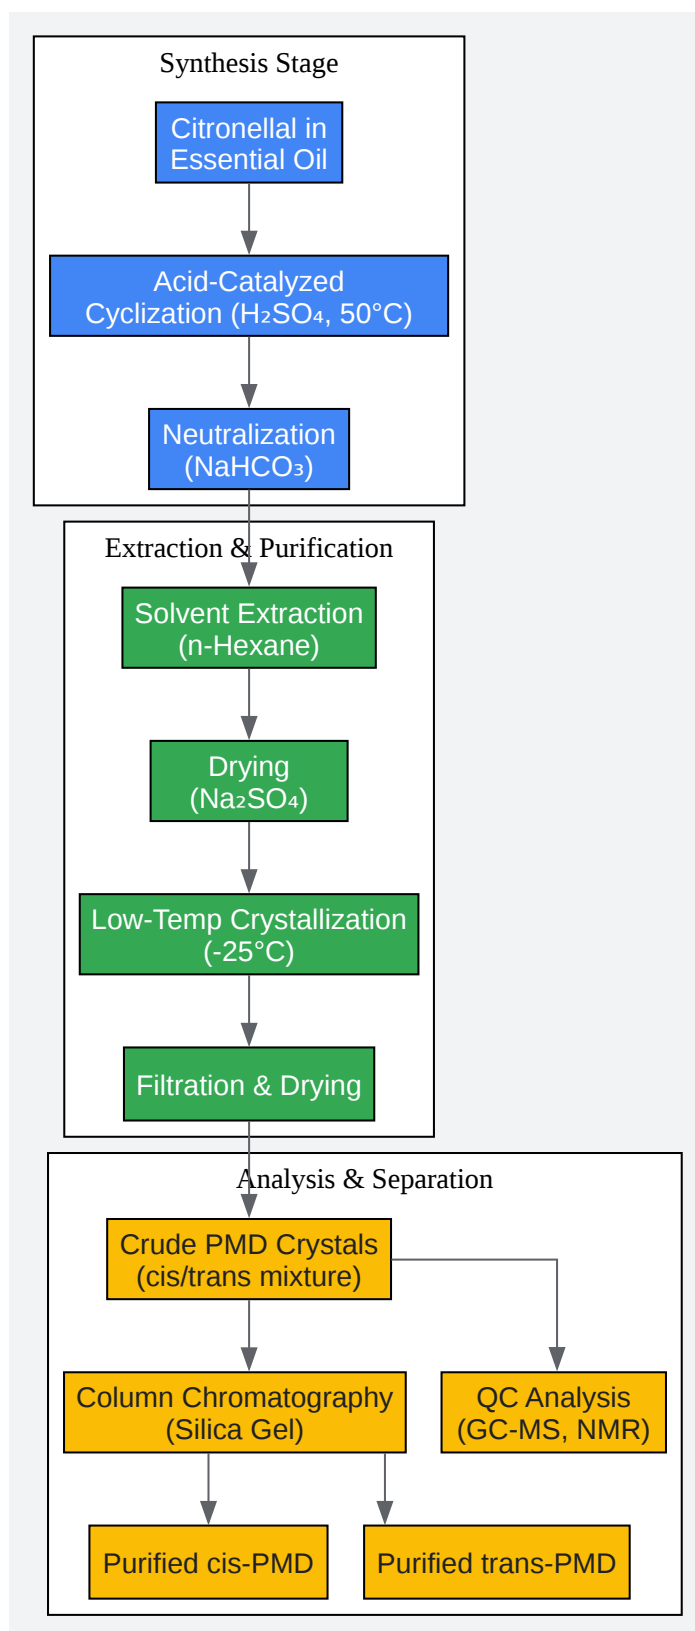 Synthesis Stage
Citronellal in
Essential Oil
Acid-Catalyzed
Cyclization (H₂SO₄, 50°C)
Neutralization
(NaHCO₃)
Extraction & Purification
Solvent Extraction
(n-Hexane)
Drying
(Na₂SO₄)
Low-Temp Crystallization
(-25°C)
Filtration & Drying
Analysis & Separation
Crude PMD Crystals
(cis/trans mixture)
Column Chromatography
(Silica Gel)
QC Analysis
(GC-MS, NMR)
Purified cis-PMD
Purified trans-PMD